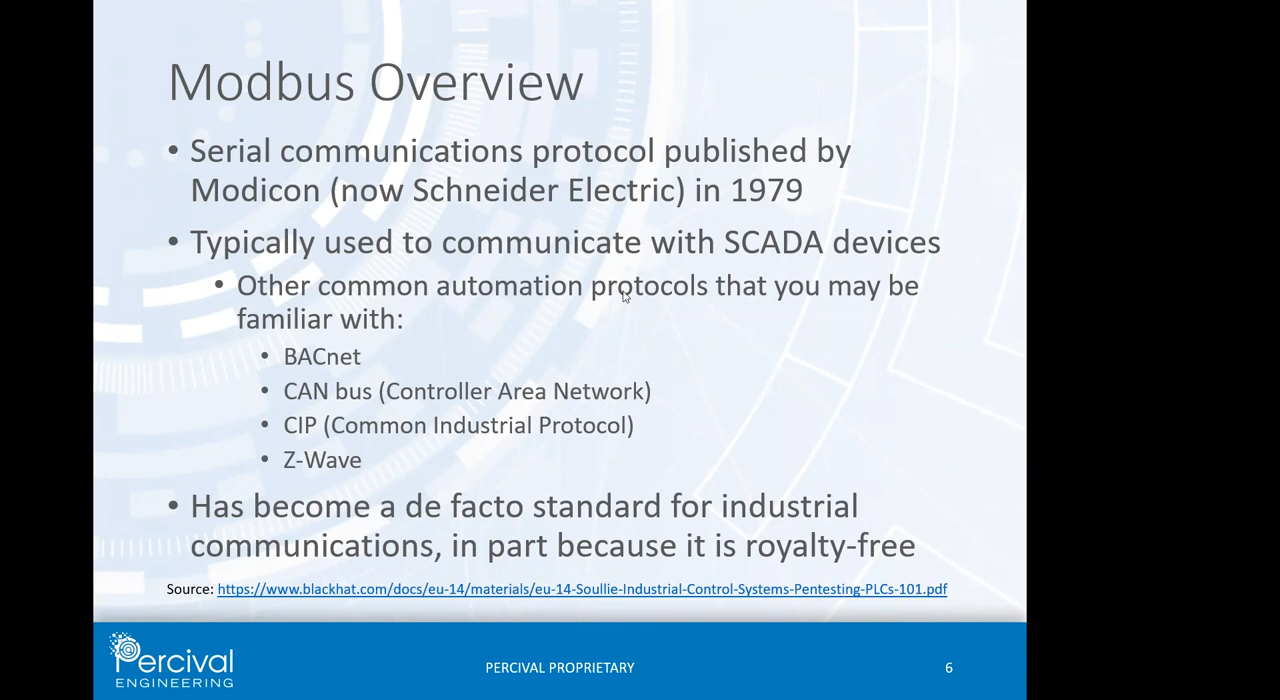 Modbus Overview
• Serial communications protocol published by
Modicon (now Schneider Electric) in 1979
• Typically used to communicate with SCADA devices
• Other common automation protocols that you may be
familiar with:
• BACnet
• CAN bus (Controller Area Network)
• CIP (Common Industrial Protocol)
• Z-Wave
• Has become a de facto standard for industrial
communications, in part because it is royalty-free
Source: https://www.blackhat.com/docs/eu-14/materials/eu-14-Soullie-Industrial-Control-Systems-Pentesting-PLCs-101.pdf
Percival
ENGINEERING
PERCIVAL PROPRIETARY
6